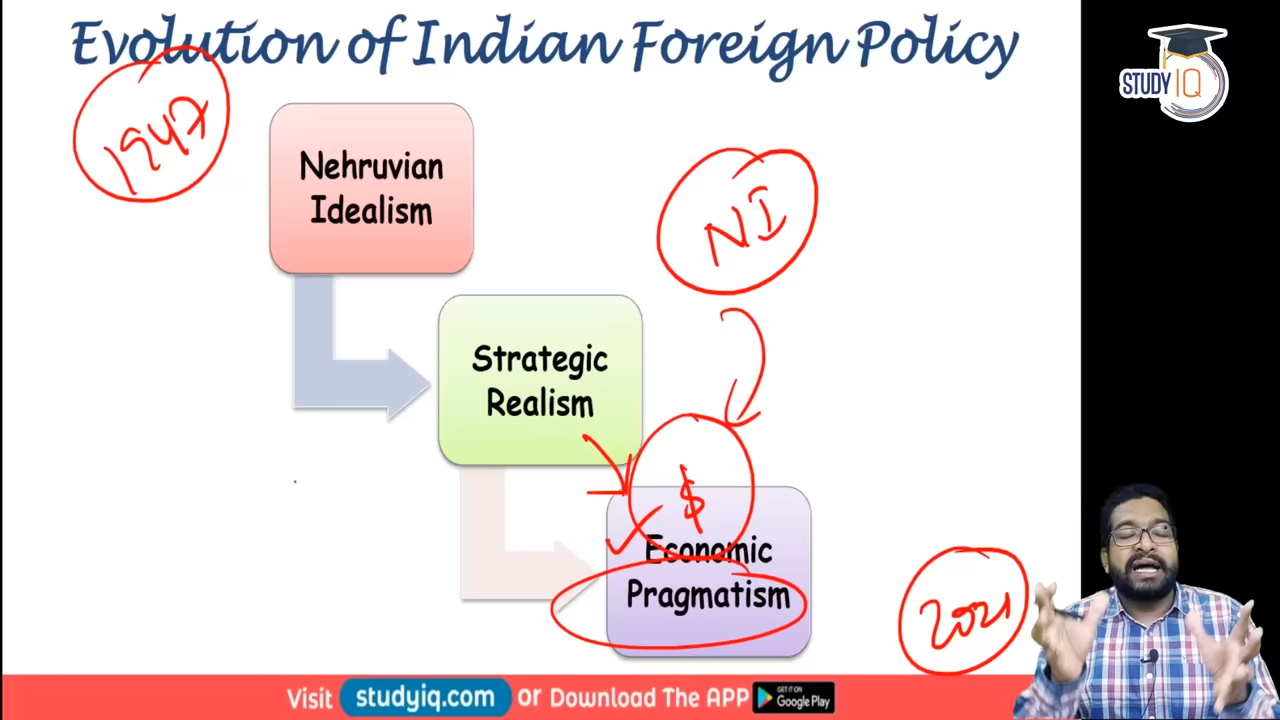 Evolution of Indian Foreign Policy
STUDY IQ
1947
Nehruvian
Idealism
NI
Strategic
Realism
$
Economic
Pragmatism
2021
Visit studyiq.com or Download The APP GET IT ON Google Play